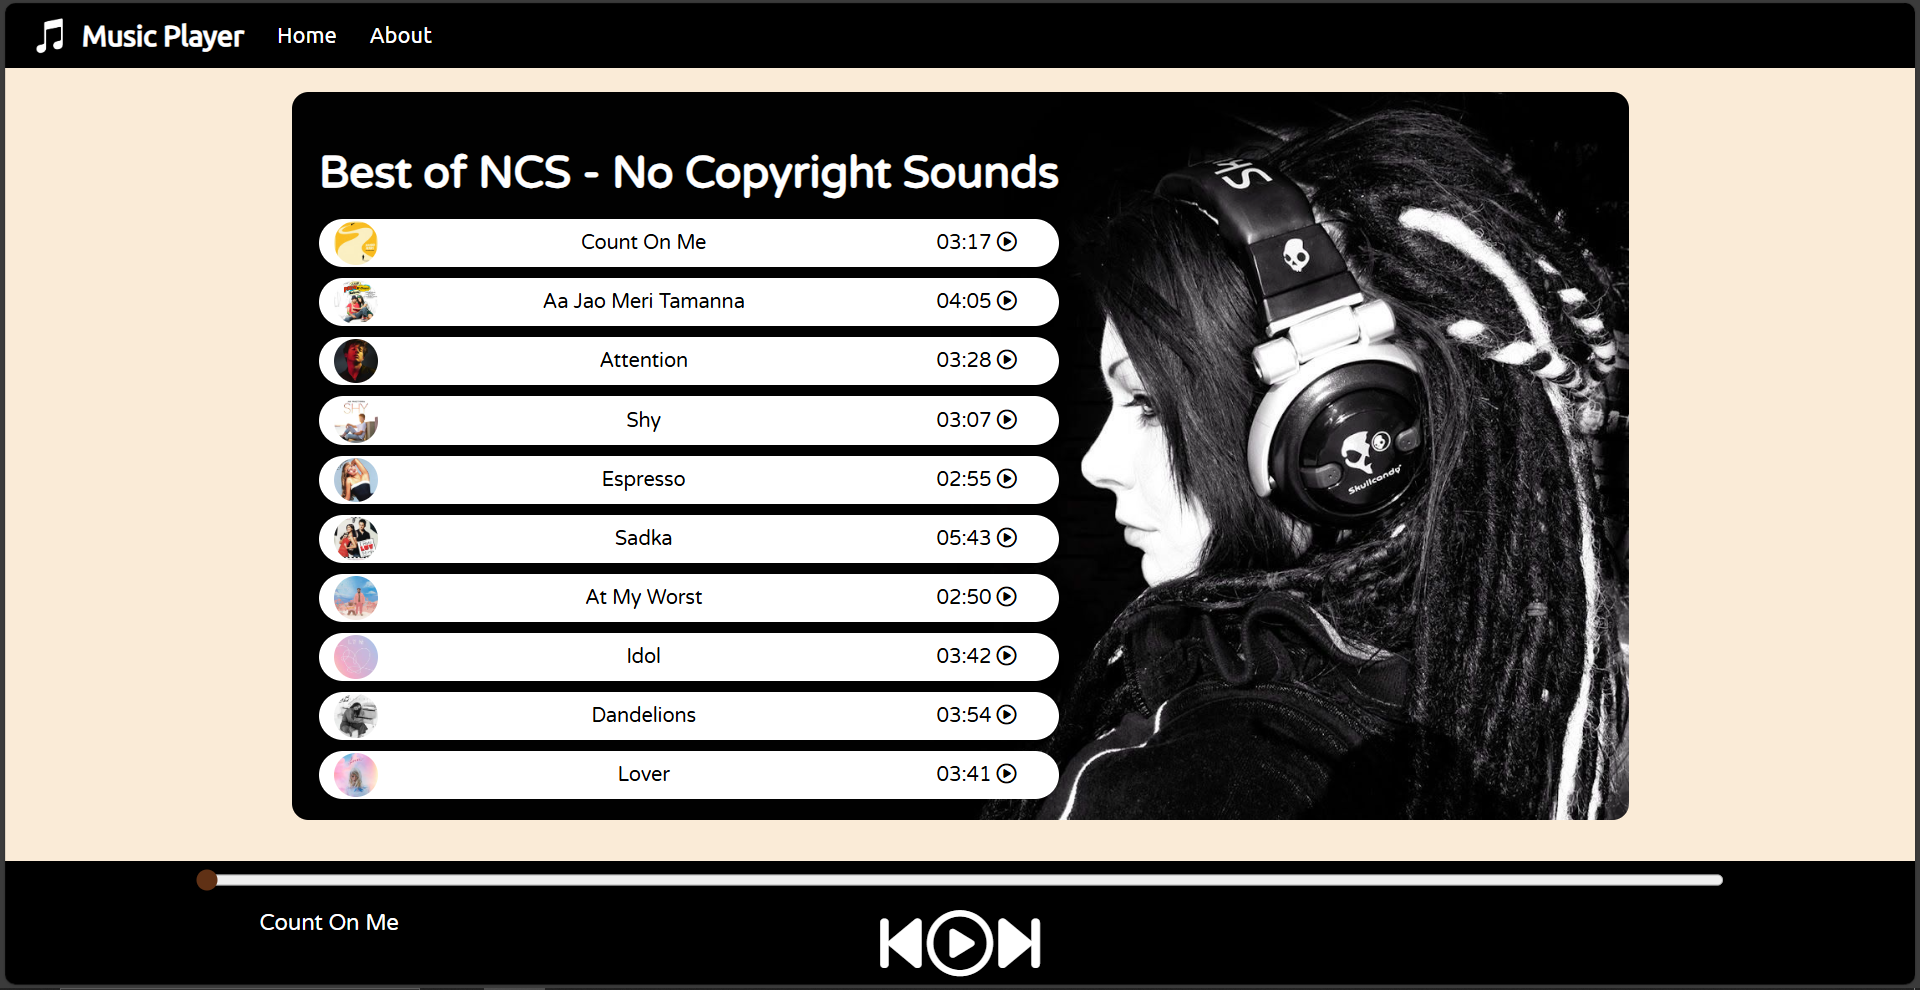 Music Player Home About
Best of NCS - No Copyright Sounds
Count On Me 03:17
Aa Jao Meri Tamanna 04:05
Attention 03:28
Shy 03:07
Espresso 02:55
Sadka 05:43
At My Worst 02:50
Idol 03:42
Dandelions 03:54
Lover 03:41
SHY
SK
Skullcandy
Count On Me